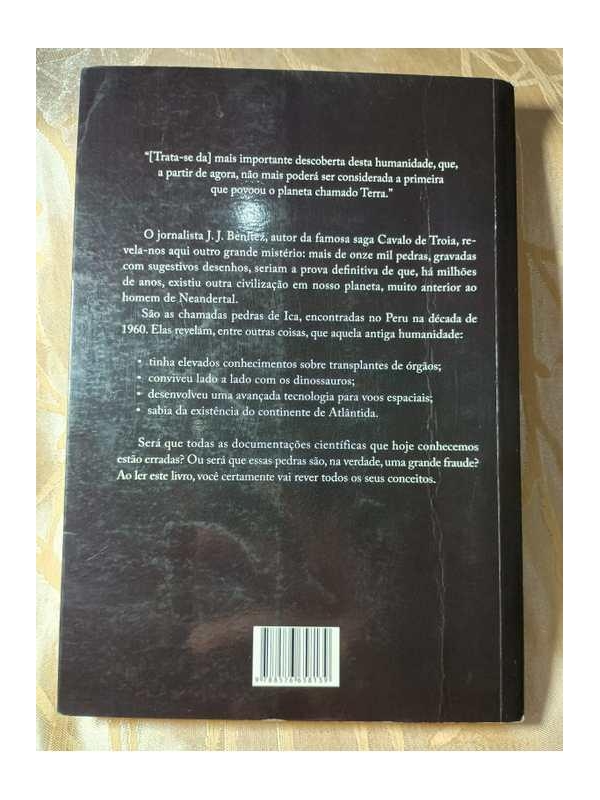 “[Trata-se da] mais importante descoberta desta humanidade, que,
a partir de agora, não mais poderá ser considerada a primeira
que povoou o planeta chamado Terra.”
O jornalista J. J. Benítez, autor da famosa saga Cavalo de Troia, re-
vela-nos aqui outro grande mistério: mais de onze mil pedras, gravadas
com sugestivos desenhos, seriam a prova definitiva de que, há milhões
de anos, existiu outra civilização em nosso planeta, muito anterior ao
homem de Neandertal.
São as chamadas pedras de Ica, encontradas no Peru na década de
1960. Elas revelam, entre outras coisas, que aquela antiga humanidade:
• tinha elevados conhecimentos sobre transplantes de órgãos;
• conviveu lado a lado com os dinossauros;
• desenvolveu uma avançada tecnologia para voos espaciais;
• sabia da existência do continente de Atlântida.
Será que todas as documentações científicas que hoje conhecemos
estão erradas? Ou será que essas pedras são, na verdade, uma grande fraude?
Ao ler este livro, você certamente vai rever todos os seus conceitos.
9 788576 658139